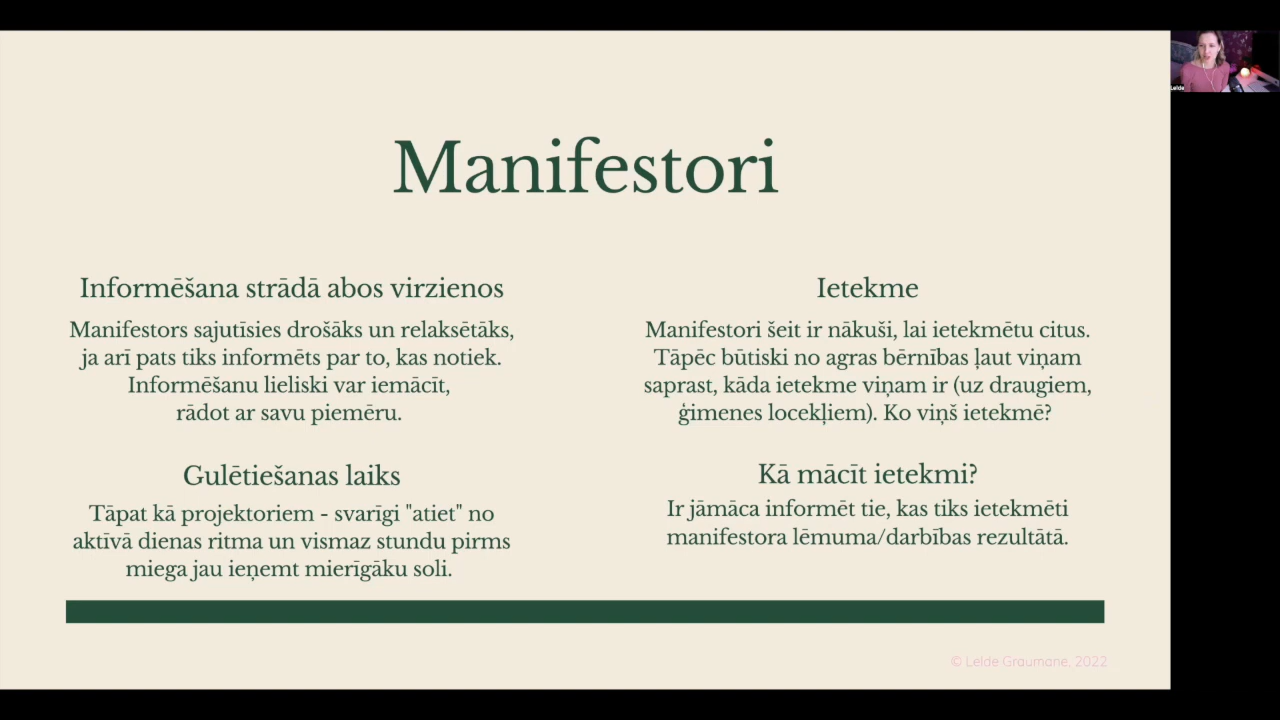 Manifestori
Informēšana strādā abos virzienos
Manifestors sajutīsies drošāks un relaksētāks,
ja arī pats tiks informēts par to, kas notiek.
Informēšanu lieliski var iemācīt,
rādot ar savu piemēru.
Gulētiešanas laiks
Tāpat kā projektoriem - svarīgi "atiet" no
aktīvā dienas ritma un vismaz stundu pirms
miega jau ieņemt mierīgāku soli.
Ietekme
Manifestori šeit ir nākuši, lai ietekmētu citus.
Tāpēc būtiski no agras bērnības ļaut viņam
saprast, kāda ietekme viņam ir (uz draugiem,
ģimenes locekļiem). Ko viņš ietekmē?
Kā mācīt ietekmi?
Ir jāmāca informēt tie, kas tiks ietekmēti
manifestora lēmuma/darbības rezultātā.
© Lelde Graumane, 2022
Lelde